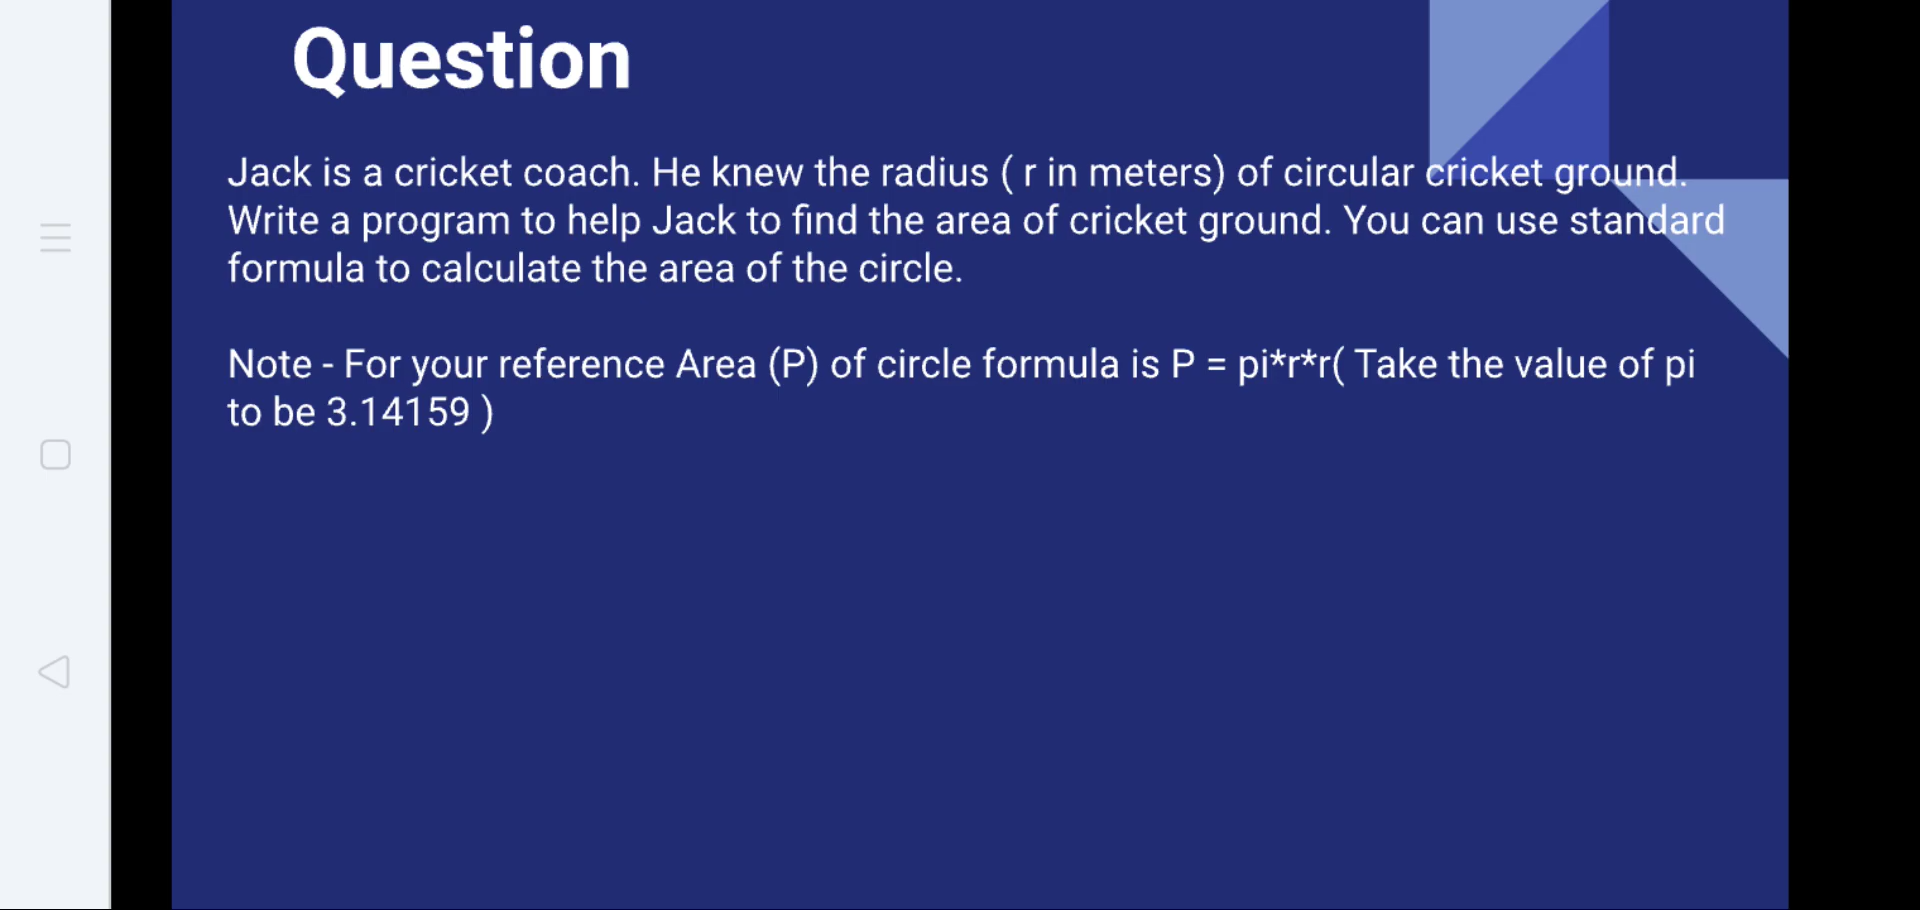 Question
Jack is a cricket coach. He knew the radius ( r in meters) of circular cricket ground.
Write a program to help Jack to find the area of cricket ground. You can use standard
formula to calculate the area of the circle.
Note - For your reference Area (P) of circle formula is P = pi*r*r( Take the value of pi
to be 3.14159 )